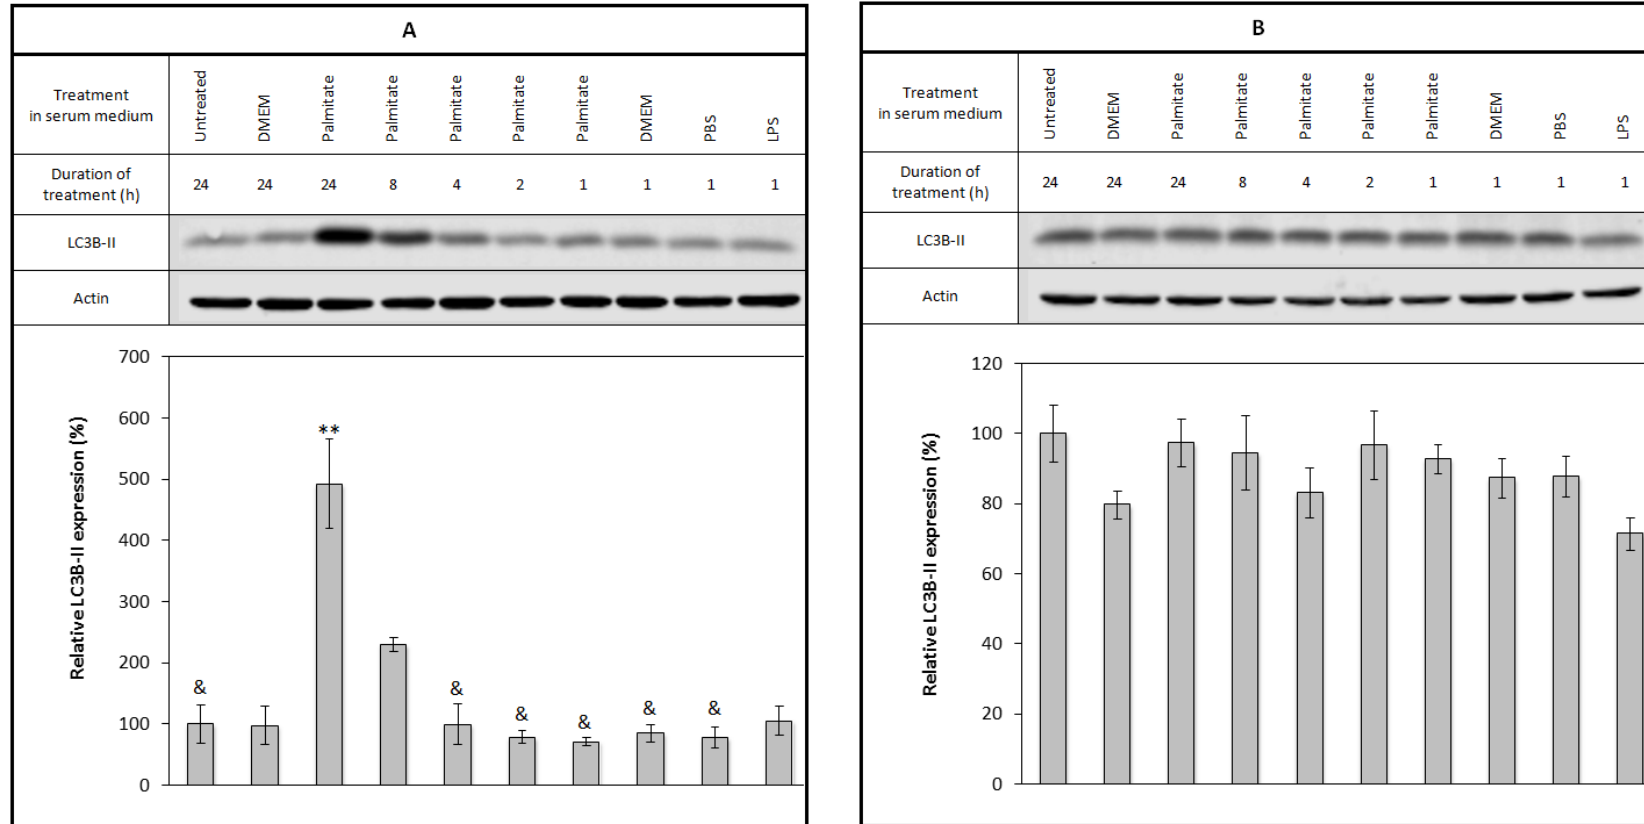 A
Treatment
in serum medium
Untreated DMEM Palmitate Palmitate Palmitate Palmitate Palmitate DMEM PBS LPS
Duration of
treatment (h)
24 24 24 8 4 2 1 1 1 1
LC3B-II
Actin
Relative LC3B-II expression (%)
700
600
500
400
300
200
100
0
& ** & & & & &
B
Treatment
in serum medium
Untreated DMEM Palmitate Palmitate Palmitate Palmitate Palmitate DMEM PBS LPS
Duration of
treatment (h)
24 24 24 8 4 2 1 1 1 1
LC3B-II
Actin
Relative LC3B-II expression (%)
120
100
80
60
40
20
0